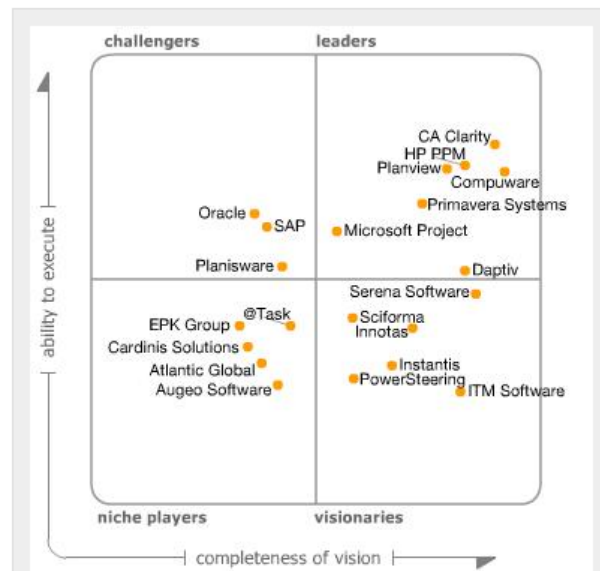 challengers
leaders
CA Clarity
HP PPM
Planview
Compuware
Primavera Systems
Oracle
SAP
Microsoft Project
Planisware
Daptiv
Serena Software
@Task
EPK Group
Sciforma
Innotas
Cardinis Solutions
Atlantic Global
Instantis
Augeo Software
PowerSteering
ITM Software
niche players
visionaries
ability to execute
completeness of vision